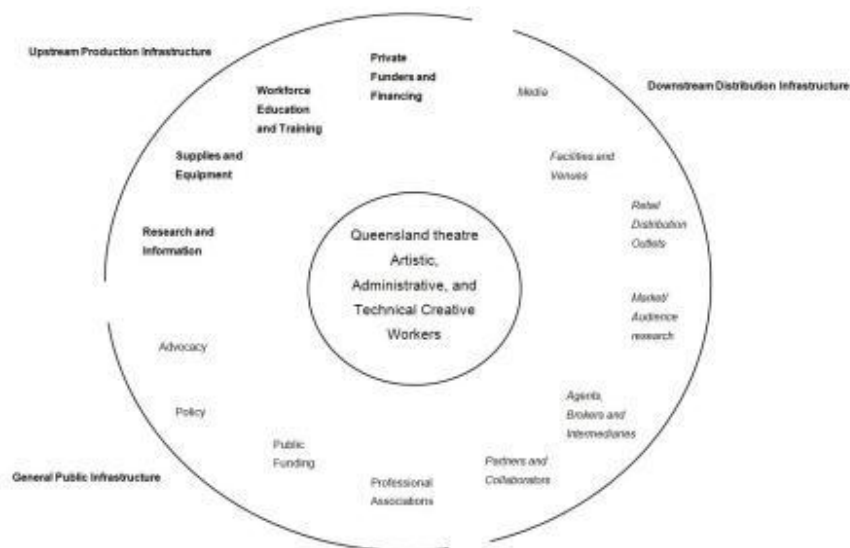 Upstream Production Infrastructure
Private
Funders and
Financing
Workforce
Education
and Training
Supplies and
Equipment
Research and
Information
Downstream Distribution Infrastructure
Media
Facilities and
Venues
Retail
Distribution
Outlets
Market/
Audience
research
Agents,
Brokers and
Intermediaries
Partners and
Collaborators
Queensland theatre
Artistic,
Administrative, and
Technical Creative
Workers
Advocacy
Policy
Public
Funding
Professional
Associations
General Public Infrastructure